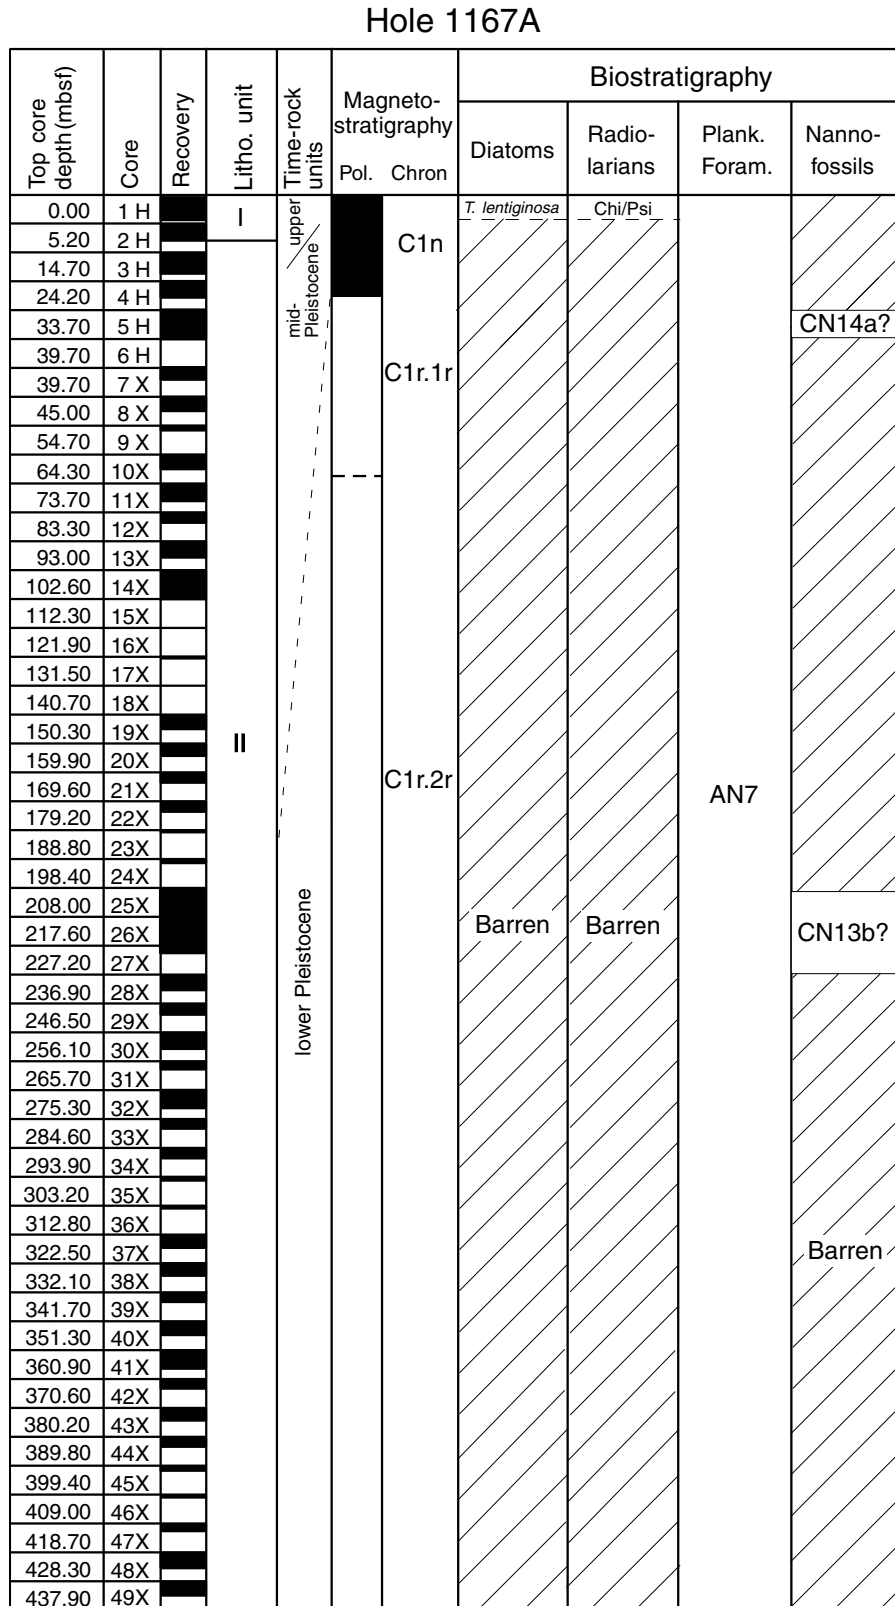 Hole 1167A
Top core
depth (mbsf)
Core
Recovery
Litho. unit
Time-rock
units
Magneto-
stratigraphy
Pol. Chron
Biostratigraphy
Diatoms
Radio-
larians
Plank.
Foram.
Nanno-
fossils
0.00 1 H
5.20 2 H
14.70 3 H
24.20 4 H
33.70 5 H
39.70 6 H
39.70 7 X
45.00 8 X
54.70 9 X
64.30 10X
73.70 11X
83.30 12X
93.00 13X
102.60 14X
112.30 15X
121.90 16X
131.50 17X
140.70 18X
150.30 19X
159.90 20X
169.60 21X
179.20 22X
188.80 23X
198.40 24X
208.00 25X
217.60 26X
227.20 27X
236.90 28X
246.50 29X
256.10 30X
265.70 31X
275.30 32X
284.60 33X
293.90 34X
303.20 35X
312.80 36X
322.50 37X
332.10 38X
341.70 39X
351.30 40X
360.90 41X
370.60 42X
380.20 43X
389.80 44X
399.40 45X
409.00 46X
418.70 47X
428.30 48X
437.90 49X
I
II
upper
mid-
Pleistocene
lower Pleistocene
C1n
C1r.1r
C1r.2r
T. lentiginosa
Barren
Chi/Psi
Barren
AN7
CN14a?
CN13b?
Barren